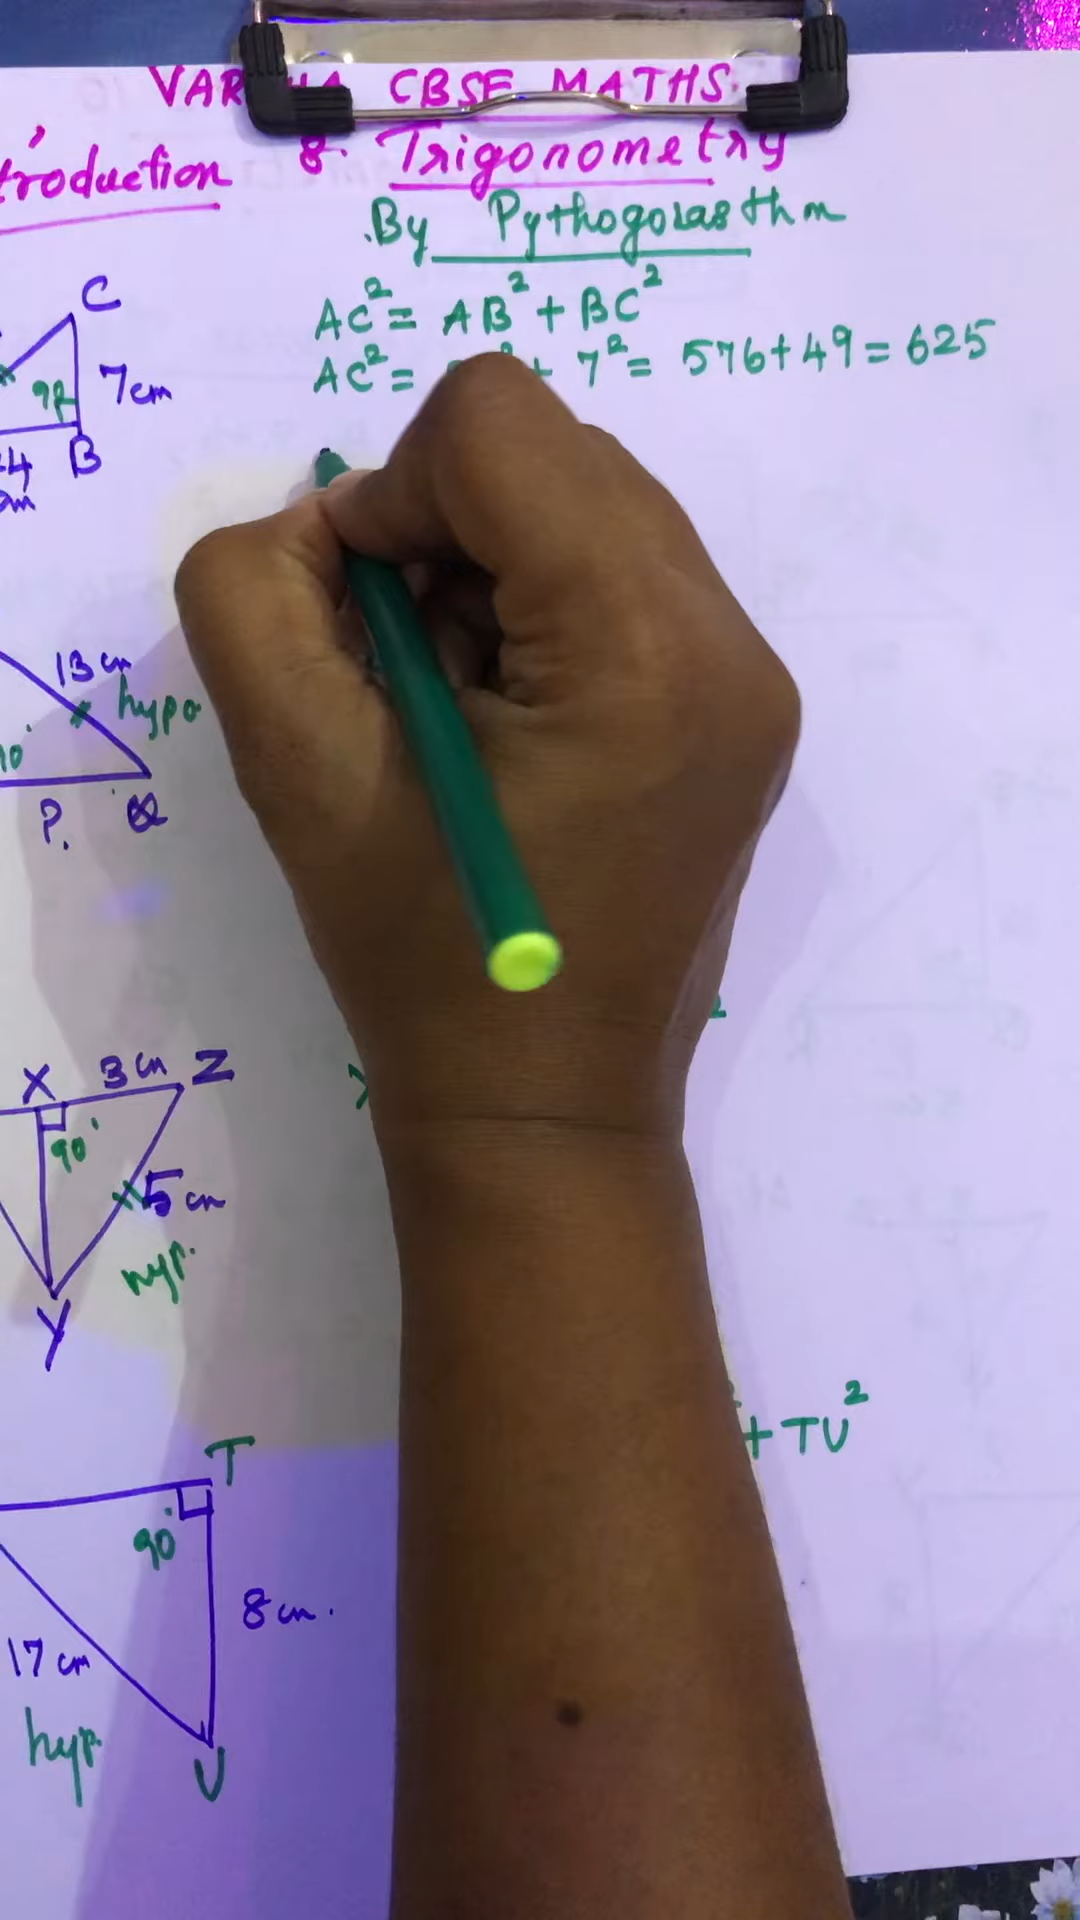 CBSE MATHS.
troduction 8. Trigonometry
By Pythogoras thm
AC² = AB² + BC²
AC² = + 7² = 576 + 49 = 625
C
7cm
B
13 cm
hypo
P. Q
X 3 cm Z
90°
5 cm
hyp.
Y
+ TU²
T
90°
8 cm.
17 cm
hyp.
U